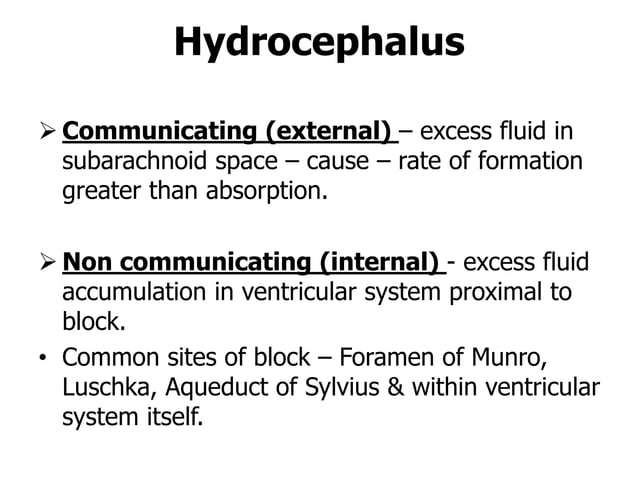 Hydrocephalus
➢ Communicating (external) – excess fluid in
subarachnoid space – cause – rate of formation
greater than absorption.
➢ Non communicating (internal) - excess fluid
accumulation in ventricular system proximal to
block.
• Common sites of block – Foramen of Munro,
Luschka, Aqueduct of Sylvius & within ventricular
system itself.